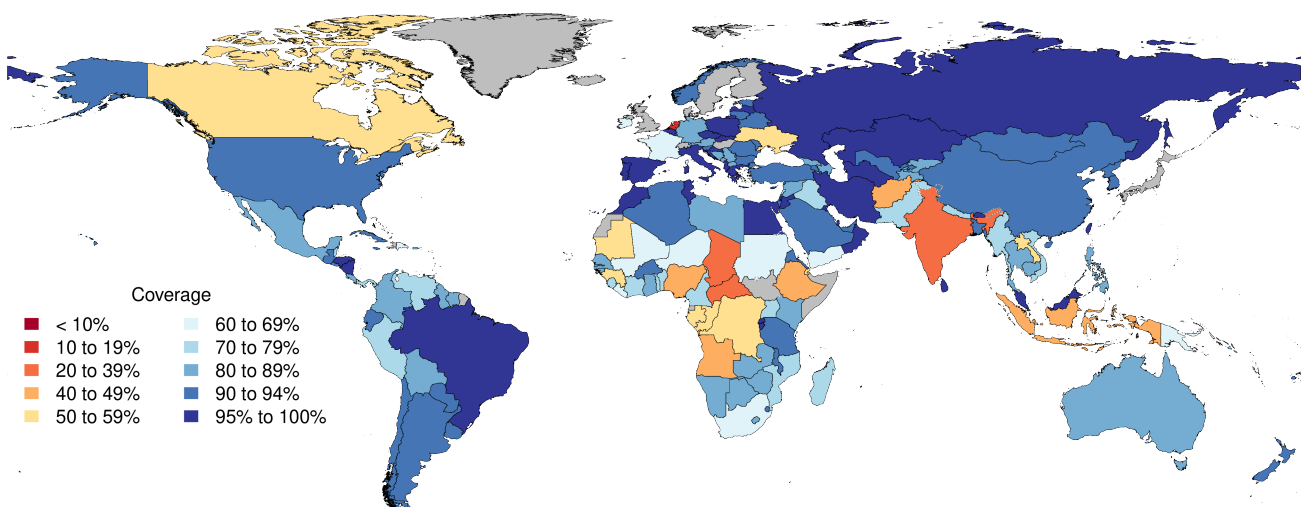 Coverage
< 10%
10 to 19%
20 to 39%
40 to 49%
50 to 59%
60 to 69%
70 to 79%
80 to 89%
90 to 94%
95% to 100%